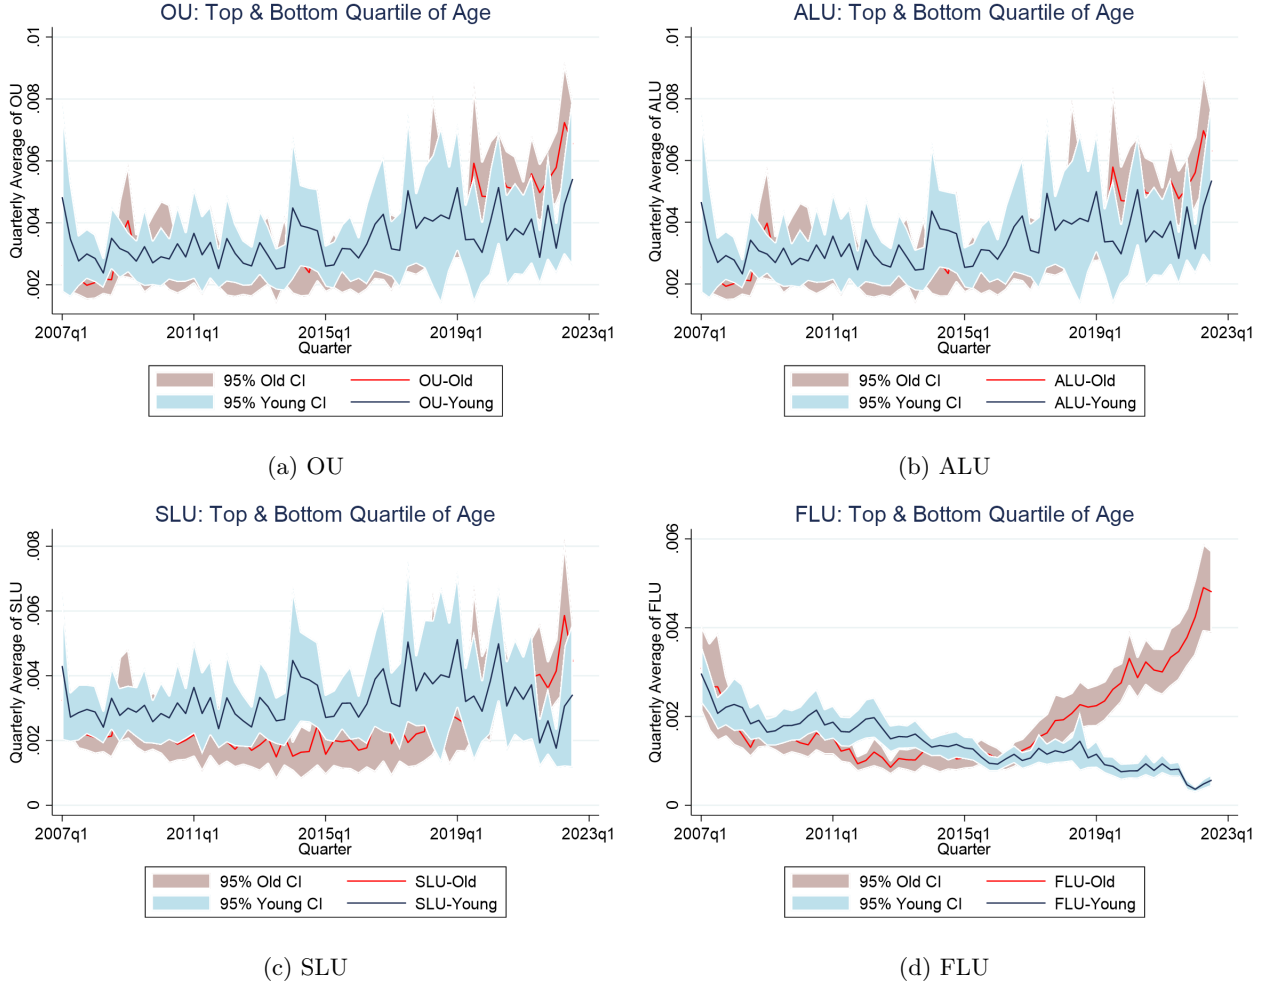 OU: Top & Bottom Quartile of Age
Quarterly Average of OU
.01
.008
.006
.004
.002
2007q1 2011q1 2015q1 2019q1 2023q1
Quarter
95% Old CI OU-Old
95% Young CI OU-Young
(a) OU
ALU: Top & Bottom Quartile of Age
Quarterly Average of ALU
.01
.008
.006
.004
.002
2007q1 2011q1 2015q1 2019q1 2023q1
Quarter
95% Old CI ALU-Old
95% Young CI ALU-Young
(b) ALU
SLU: Top & Bottom Quartile of Age
Quarterly Average of SLU
.008
.006
.004
.002
0
2007q1 2011q1 2015q1 2019q1 2023q1
Quarter
95% Old CI SLU-Old
95% Young CI SLU-Young
(c) SLU
FLU: Top & Bottom Quartile of Age
Quarterly Average of FLU
.006
.004
.002
0
2007q1 2011q1 2015q1 2019q1 2023q1
Quarter
95% Old CI FLU-Old
95% Young CI FLU-Young
(d) FLU